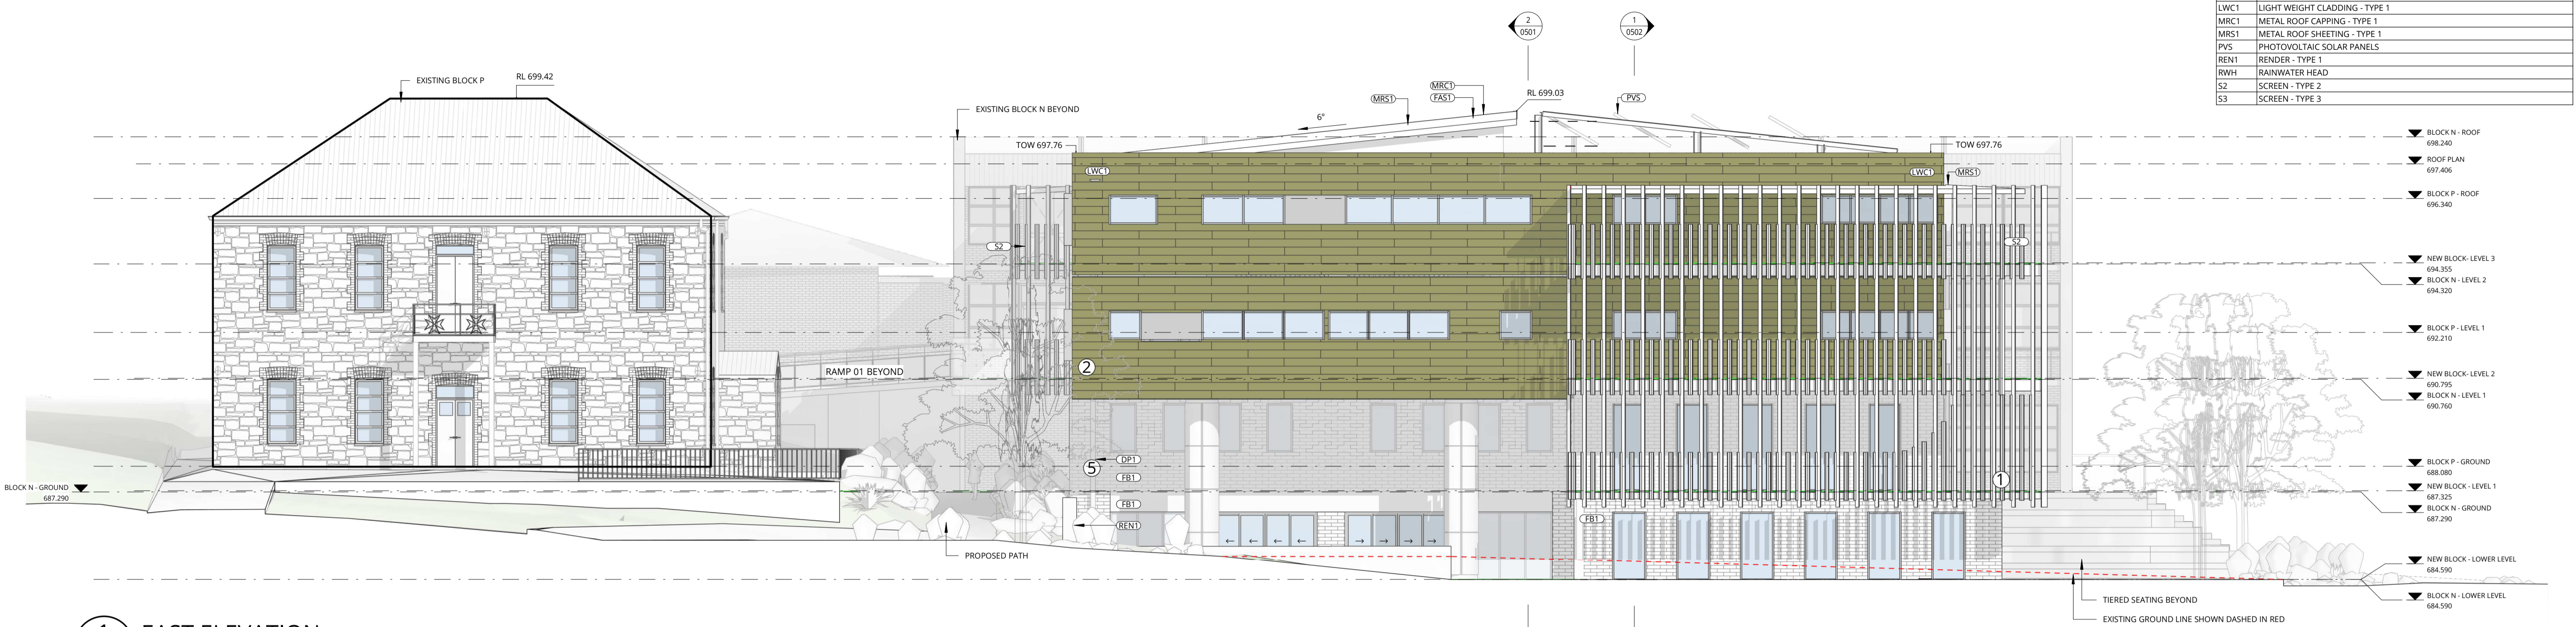 LWC1 LIGHT WEIGHT CLADDING - TYPE 1
MRC1 METAL ROOF CAPPING - TYPE 1
MRS1 METAL ROOF SHEETING - TYPE 1
PVS PHOTOVOLTAIC SOLAR PANELS
REN1 RENDER - TYPE 1
RWH RAINWATER HEAD
S2 SCREEN - TYPE 2
S3 SCREEN - TYPE 3
2
0501
1
0502
EXISTING BLOCK P
RL 699.42
EXISTING BLOCK N BEYOND
6°
MRS1
MRC1
FAS1
RL 699.03
PVS
TOW 697.76
TOW 697.76
LWC1
LWC1
MRS1
S2
S2
RAMP 01 BEYOND
2
5
1
DP1
FB1
FB1
REN1
FB1
PROPOSED PATH
BLOCK N - GROUND
687.290
BLOCK N - ROOF
698.240
ROOF PLAN
697.406
BLOCK P - ROOF
696.340
NEW BLOCK- LEVEL 3
694.355
BLOCK N - LEVEL 2
694.320
BLOCK P - LEVEL 1
692.210
NEW BLOCK- LEVEL 2
690.795
BLOCK N - LEVEL 1
690.760
BLOCK P - GROUND
688.080
NEW BLOCK - LEVEL 1
687.325
BLOCK N - GROUND
687.290
NEW BLOCK - LOWER LEVEL
684.590
BLOCK N - LOWER LEVEL
684.590
TIERED SEATING BEYOND
EXISTING GROUND LINE SHOWN DASHED IN RED
1 EAST ELEVATION